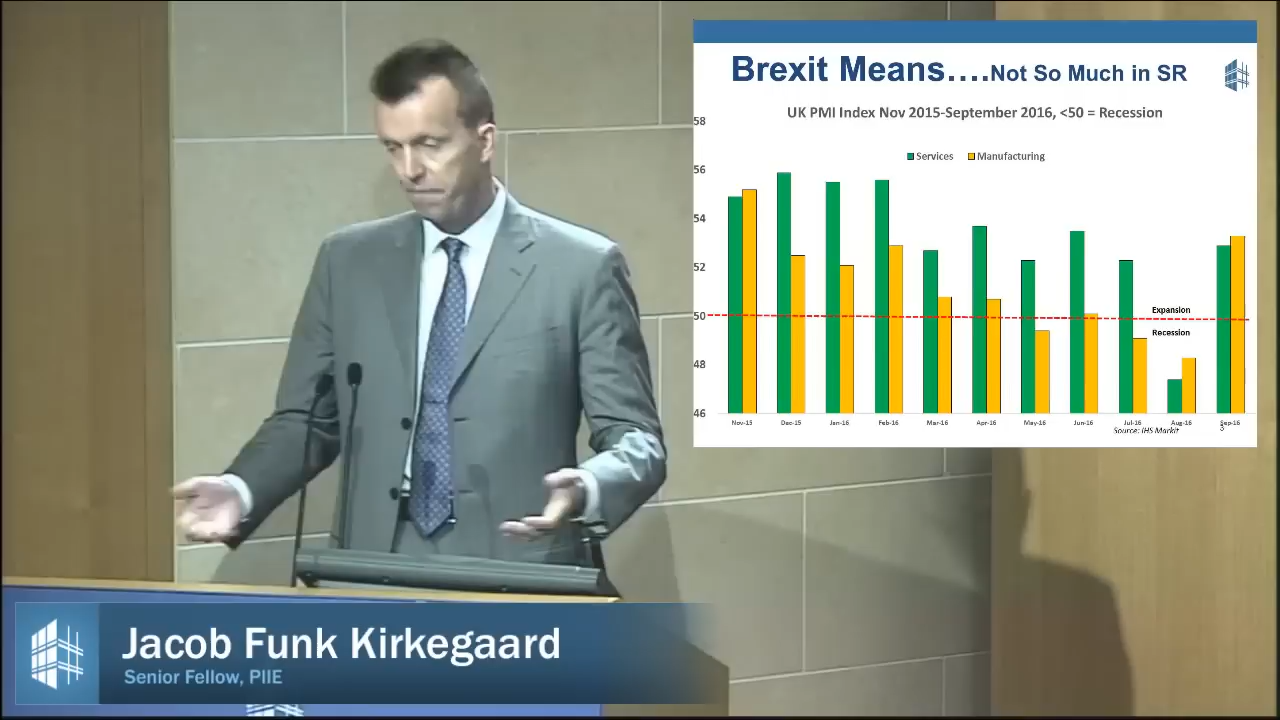 Brexit Means....Not So Much in SR
UK PMI Index Nov 2015-September 2016, <50 = Recession
Services Manufacturing
58
56
54
52
50
48
46
Expansion
Recession
Nov-15 Dec-15 Jan-16 Feb-16 Mar-16 Apr-16 May-16 Jun-16 Jul-16 Aug-16 Sep-16
Source: IHS Markit
3
Jacob Funk Kirkegaard
Senior Fellow, PIIE